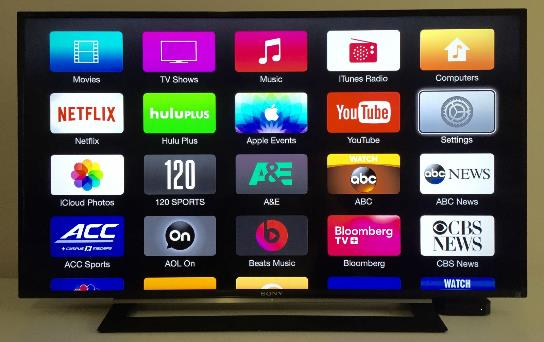 Movies
TV Shows
Music
iTunes Radio
Computers
NETFLIX
huluPLUS
YouTube
Netflix
Hulu Plus
Apple Events
YouTube
Settings
120
A&E
WATCH
abc
abc NEWS
iCloud Photos
120 SPORTS
A&E
ABC
ABC News
ACC
on
Bloomberg
TV+
CBS
NEWS
ACC Sports
AOL On
Beats Music
Bloomberg
CBS News
WATCH
SONY